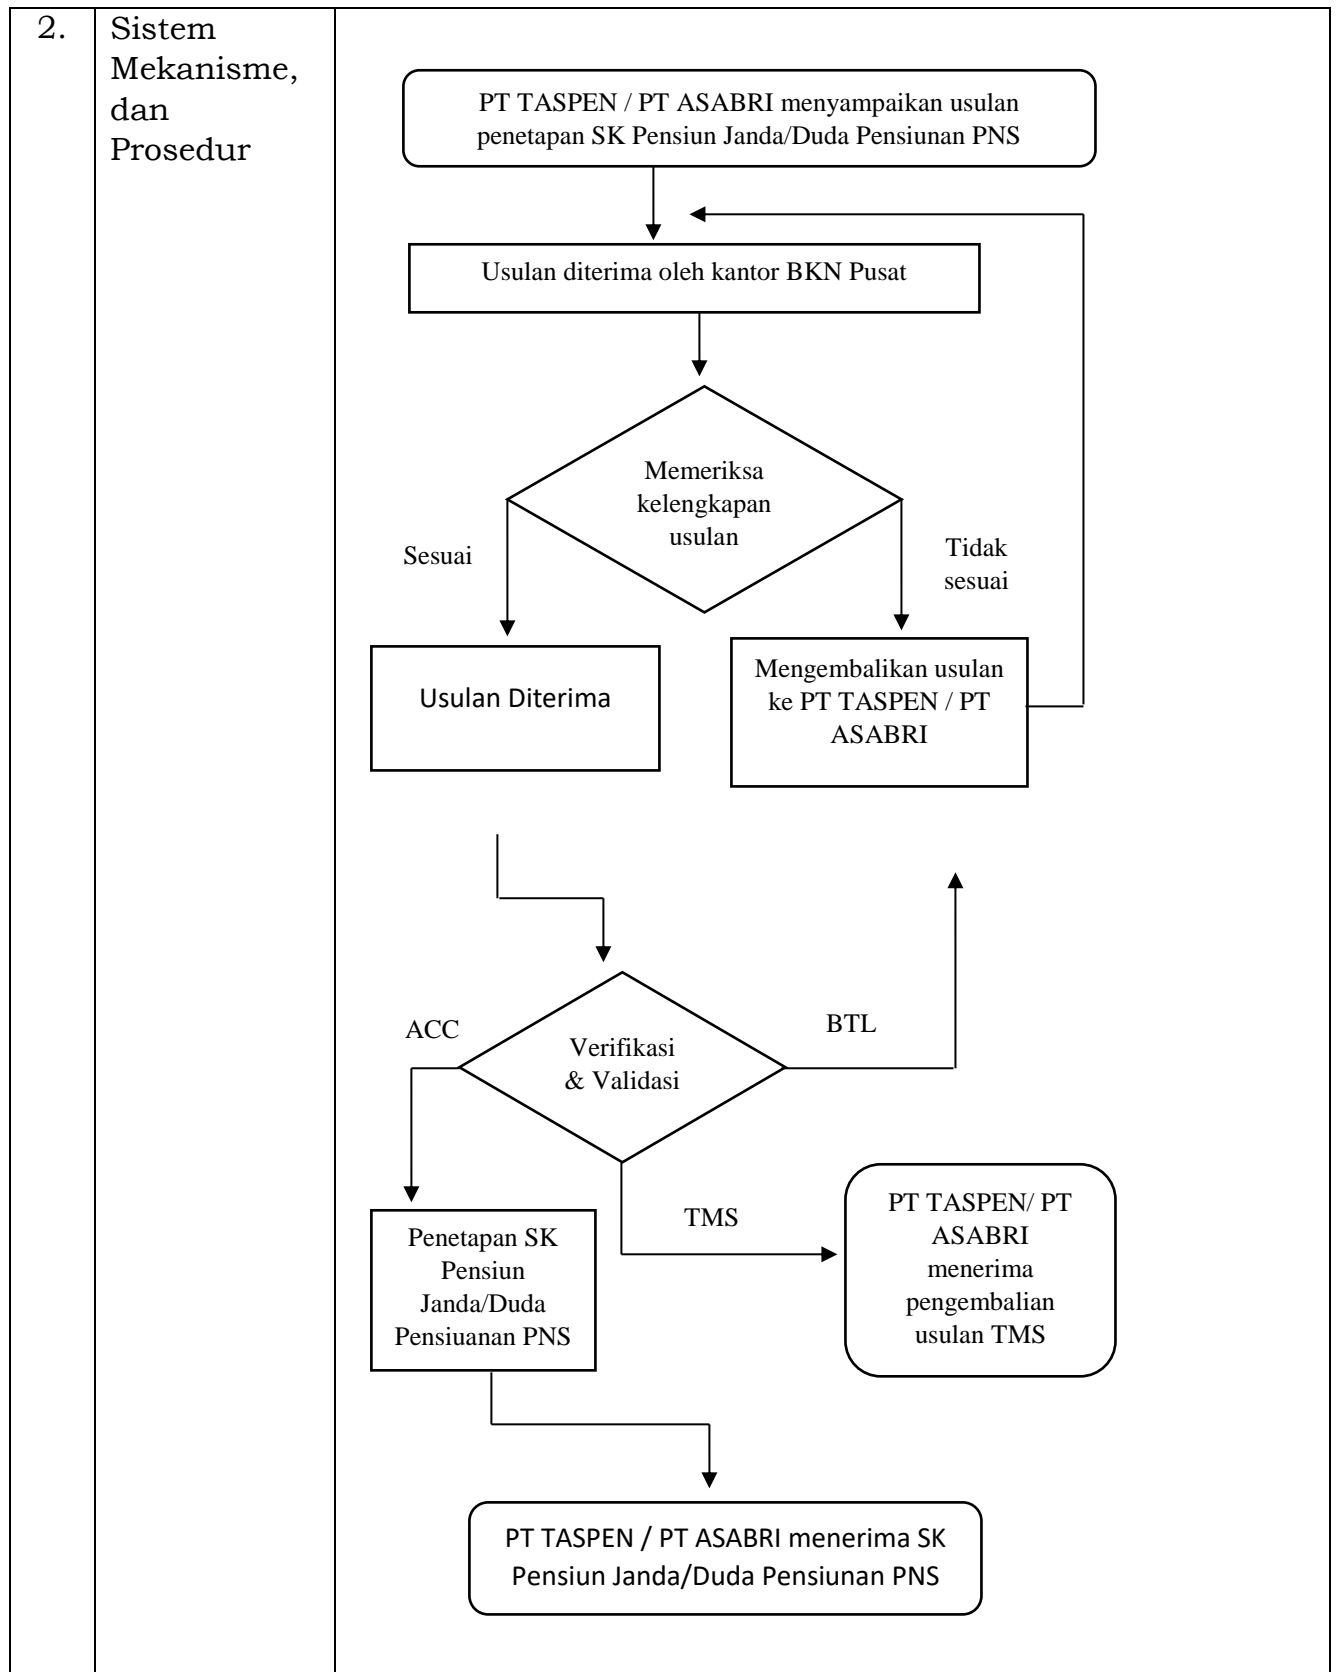 2.
Sistem
Mekanisme,
dan
Prosedur
PT TASPEN / PT ASABRI menyampaikan usulan
penetapan SK Pensiun Janda/Duda Pensiunan PNS
Usulan diterima oleh kantor BKN Pusat
Memeriksa
kelengkapan
usulan
Sesuai
Tidak
sesuai
Usulan Diterima
Mengembalikan usulan
ke PT TASPEN / PT
ASABRI
ACC
Verifikasi
& Validasi
BTL
TMS
Penetapan SK
Pensiun
Janda/Duda
Pensiuanan PNS
PT TASPEN/ PT
ASABRI
menerima
pengembalian
usulan TMS
PT TASPEN / PT ASABRI menerima SK
Pensiun Janda/Duda Pensiunan PNS